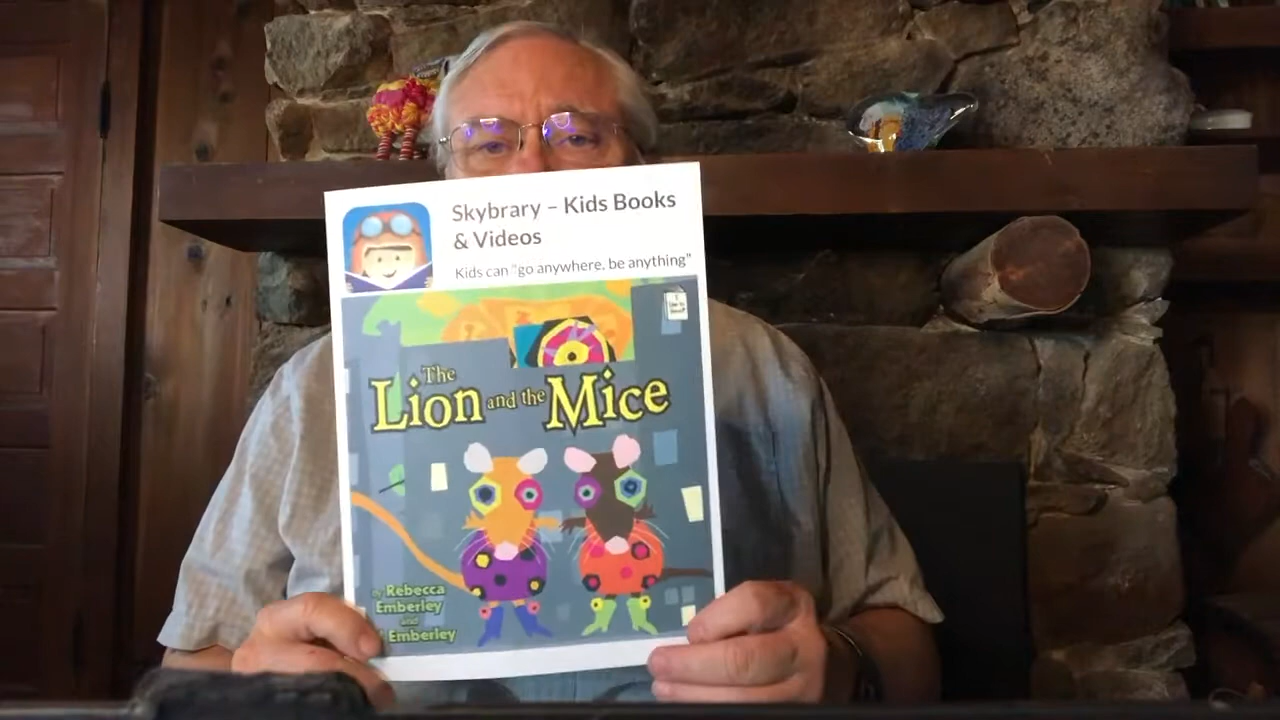 Skybrary – Kids Books
& Videos
Kids can "go anywhere, be anything"
The
Lion and the Mice
by Rebecca
Emberley
and
Emberley